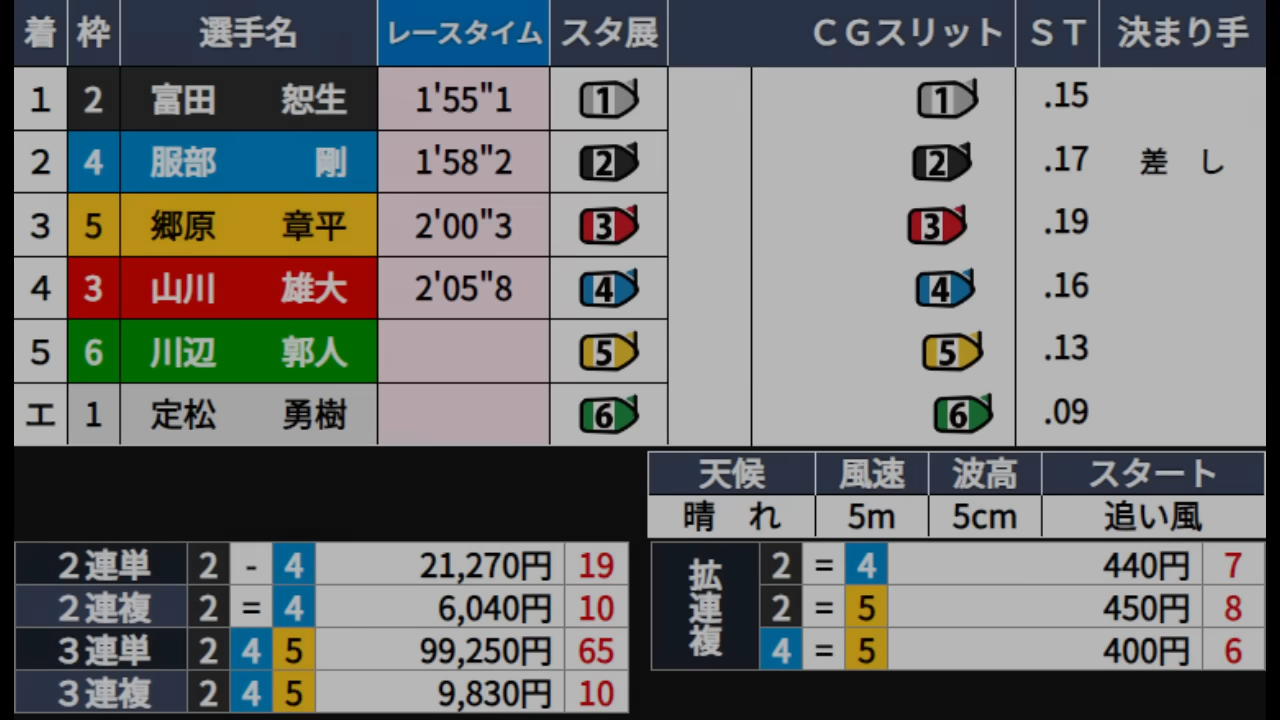 着 枠 選手名 レースタイム スタ展 ＣＧスリット ＳＴ 決まり手
1 2 富田 恕生 1'55"1 1 1 .15
2 4 服部 剛 1'58"2 2 2 .17 差 し
3 5 郷原 章平 2'00"3 3 3 .19
4 3 山川 雄大 2'05"8 4 4 .16
5 6 川辺 郭人 5 5 .13
エ 1 定松 勇樹 6 6 .09
天候 風速 波高 スタート
晴 れ 5m 5cm 追い風
２連単 2 - 4 21,270円 19
２連複 2 = 4 6,040円 10
３連単 2 4 5 99,250円 65
３連複 2 4 5 9,830円 10
拡連複 2 = 4 440円 7
2 = 5 450円 8
4 = 5 400円 6